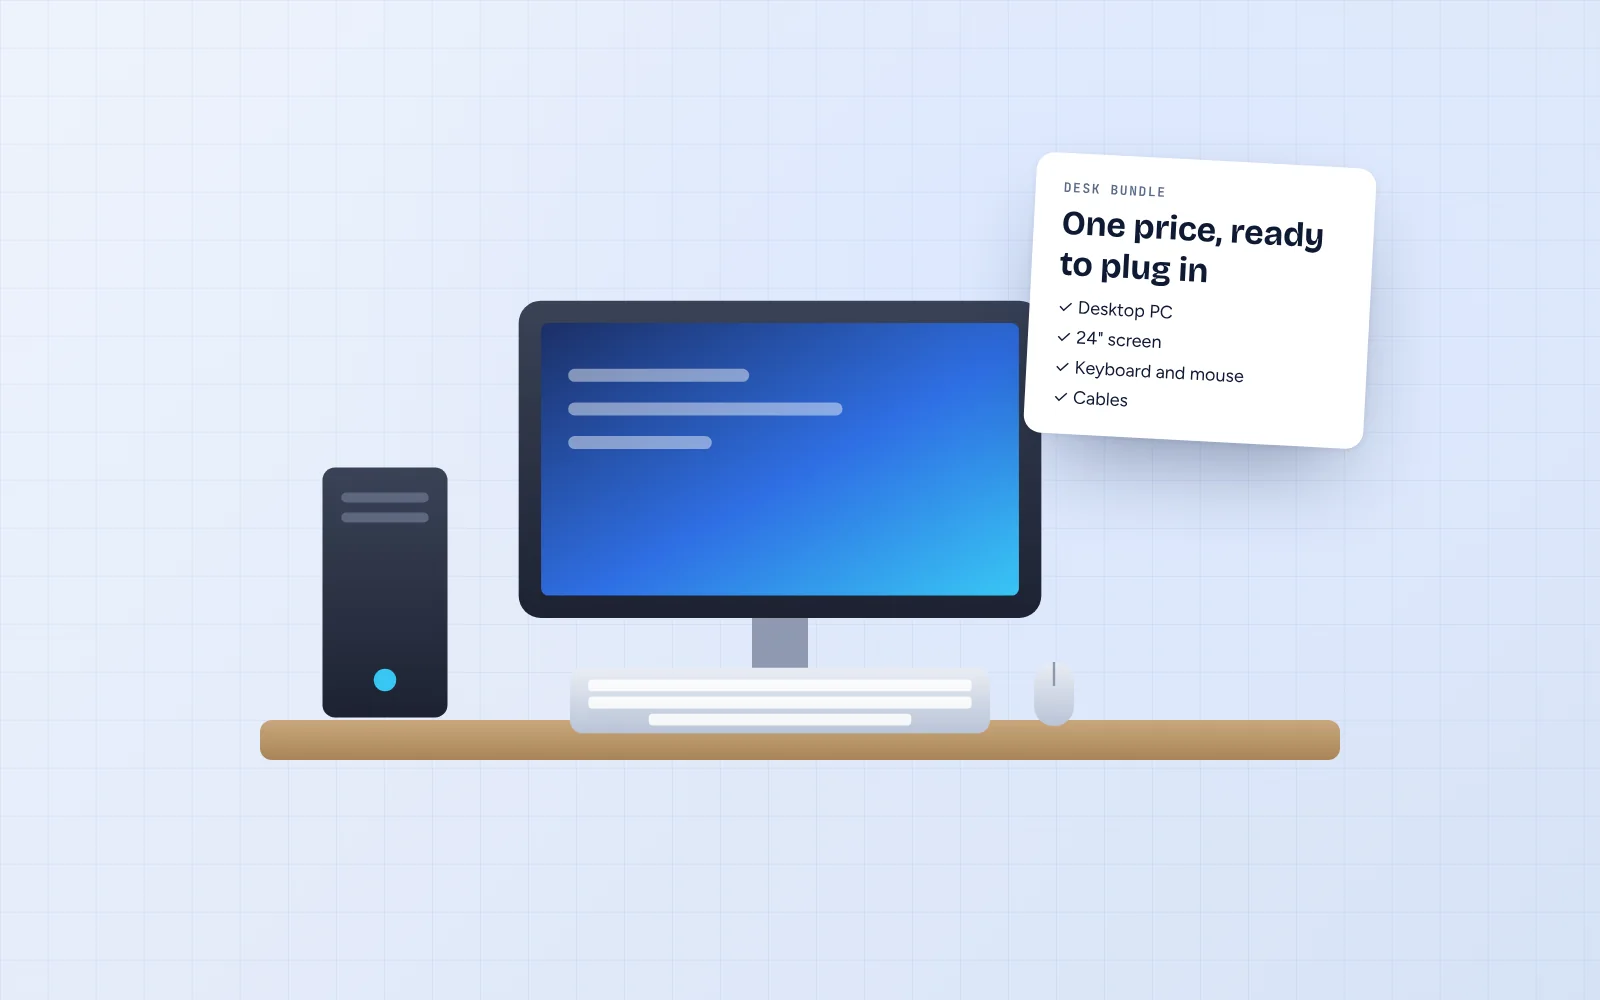 DESK BUNDLE
One price, ready
to plug in
✓ Desktop PC
✓ 24" screen
✓ Keyboard and mouse
✓ Cables